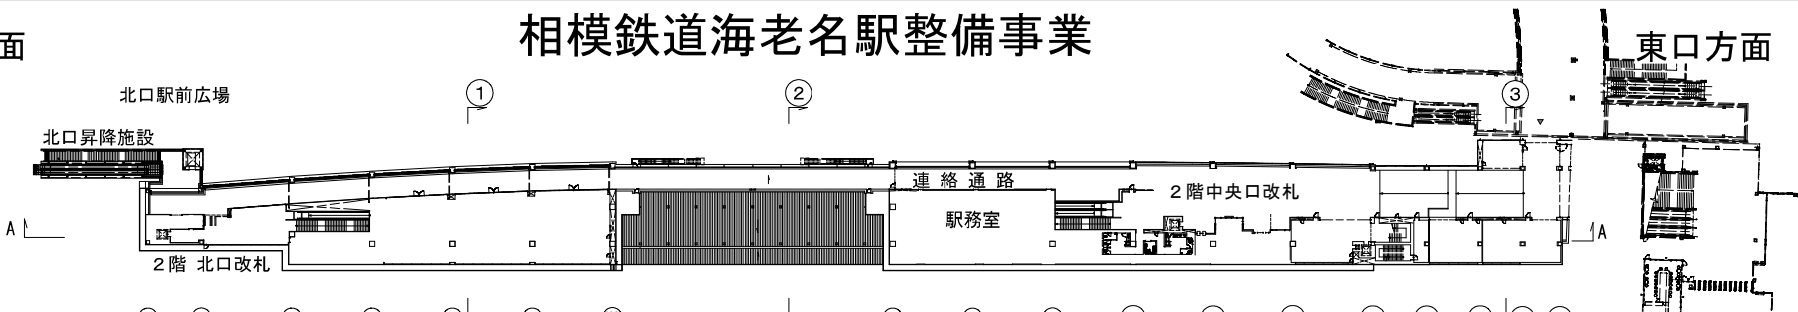 面
相模鉄道海老名駅整備事業
東口方面
北口駅前広場
1
2
3
北口昇降施設
連絡通路
2階中央口改札
駅務室
A
A
2階 北口改札